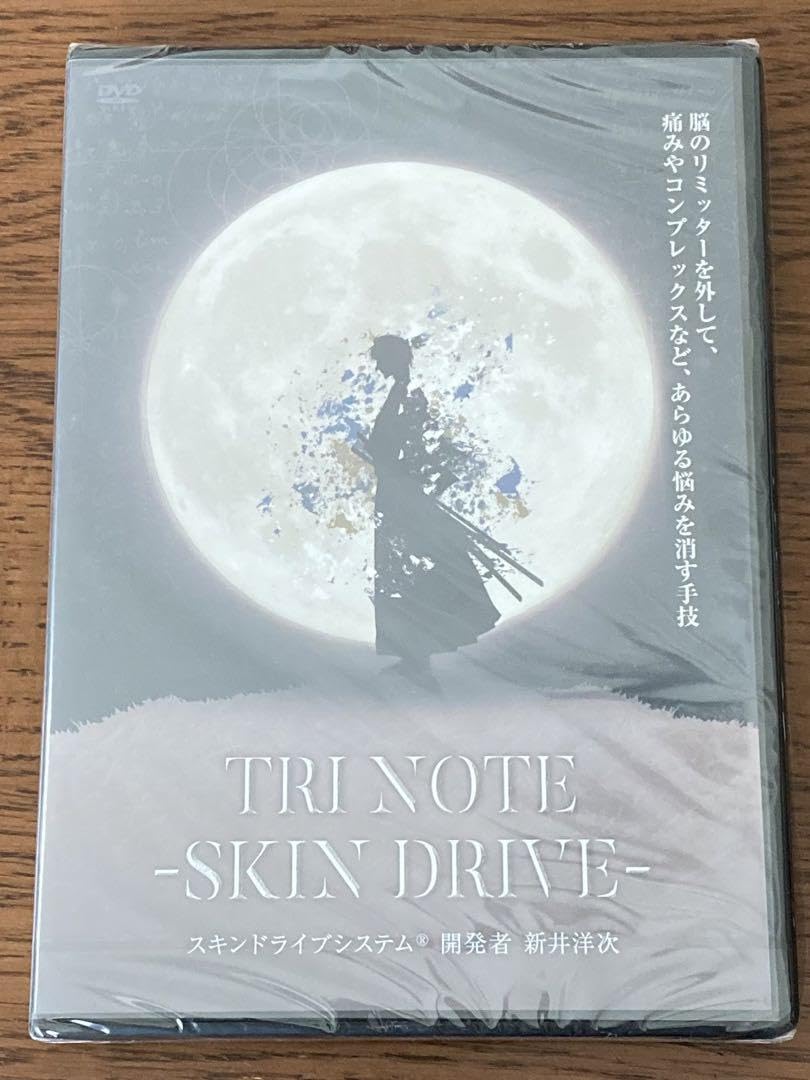 DVD
脳のリミッターを外して、
痛みやコンプレックスなど、あらゆる悩みを消す手技
TRI NOTE
-SKIN DRIVE-
スキンドライブシステム® 開発者 新井洋次